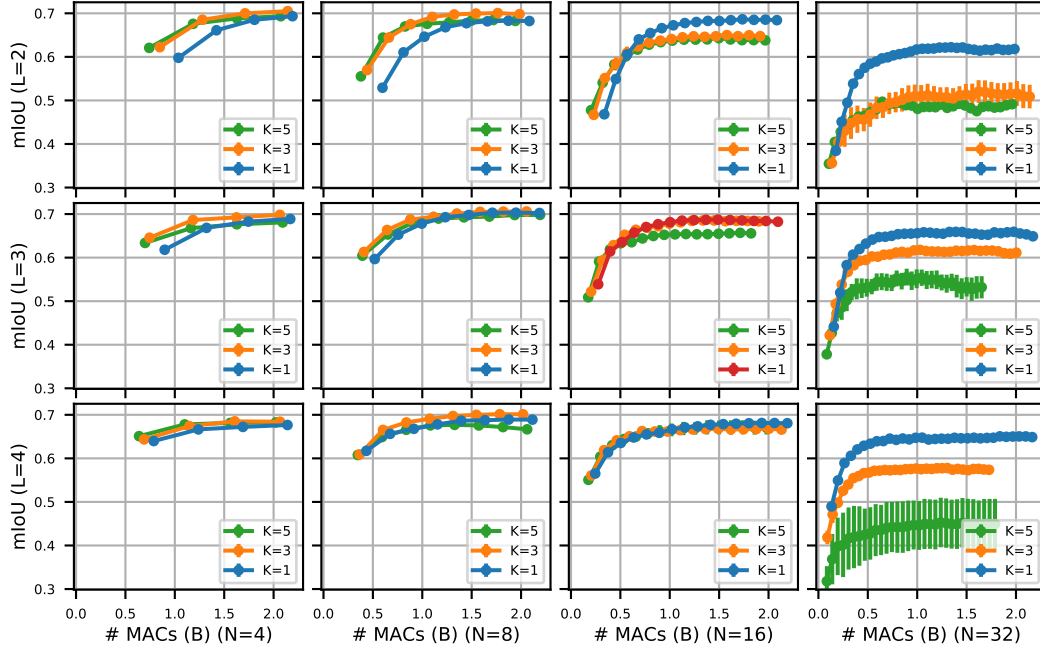 mIoU (L=2)
0.7
0.6
0.5
0.4
0.3
K=5
K=3
K=1
K=5
K=3
K=1
K=5
K=3
K=1
K=5
K=3
K=1
mIoU (L=3)
0.7
0.6
0.5
0.4
0.3
K=5
K=3
K=1
K=5
K=3
K=1
K=5
K=3
K=1
K=5
K=3
K=1
mIoU (L=4)
0.7
0.6
0.5
0.4
0.3
K=5
K=3
K=1
K=5
K=3
K=1
K=5
K=3
K=1
K=5
K=3
K=1
0.0 0.5 1.0 1.5 2.0 0.0 0.5 1.0 1.5 2.0 0.0 0.5 1.0 1.5 2.0 0.0 0.5 1.0 1.5 2.0
# MACs (B) (N=4) # MACs (B) (N=8) # MACs (B) (N=16) # MACs (B) (N=32)